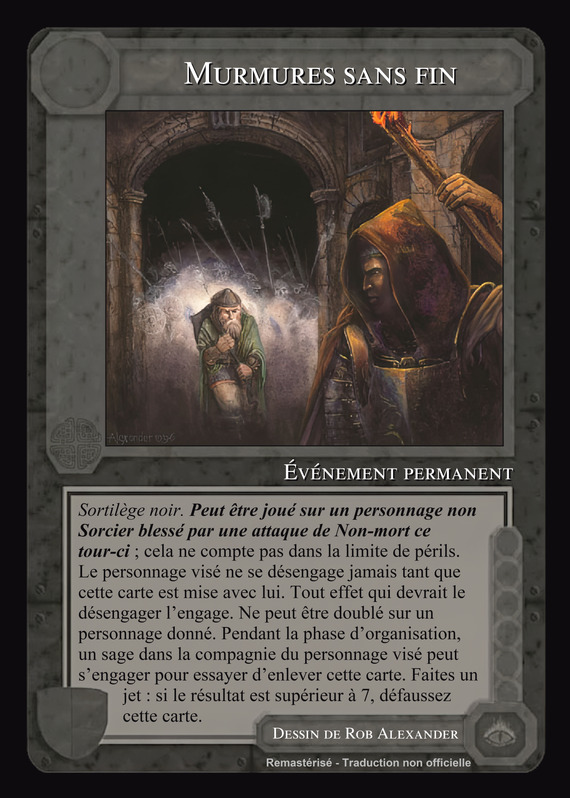 Murmures sans fin
Alexander 1996
Événement permanent
Sortilège noir. Peut être joué sur un personnage non
Sorcier blessé par une attaque de Non-mort ce
tour-ci ; cela ne compte pas dans la limite de périls.
Le personnage visé ne se désengage jamais tant que
cette carte est mise avec lui. Tout effet qui devrait le
désengager l’engage. Ne peut être doublé sur un
personnage donné. Pendant la phase d’organisation,
un sage dans la compagnie du personnage visé peut
s’engager pour essayer d’enlever cette carte. Faites un
jet : si le résultat est supérieur à 7, défaussez
cette carte.
Dessin de Rob Alexander
Remastérisé - Traduction non officielle